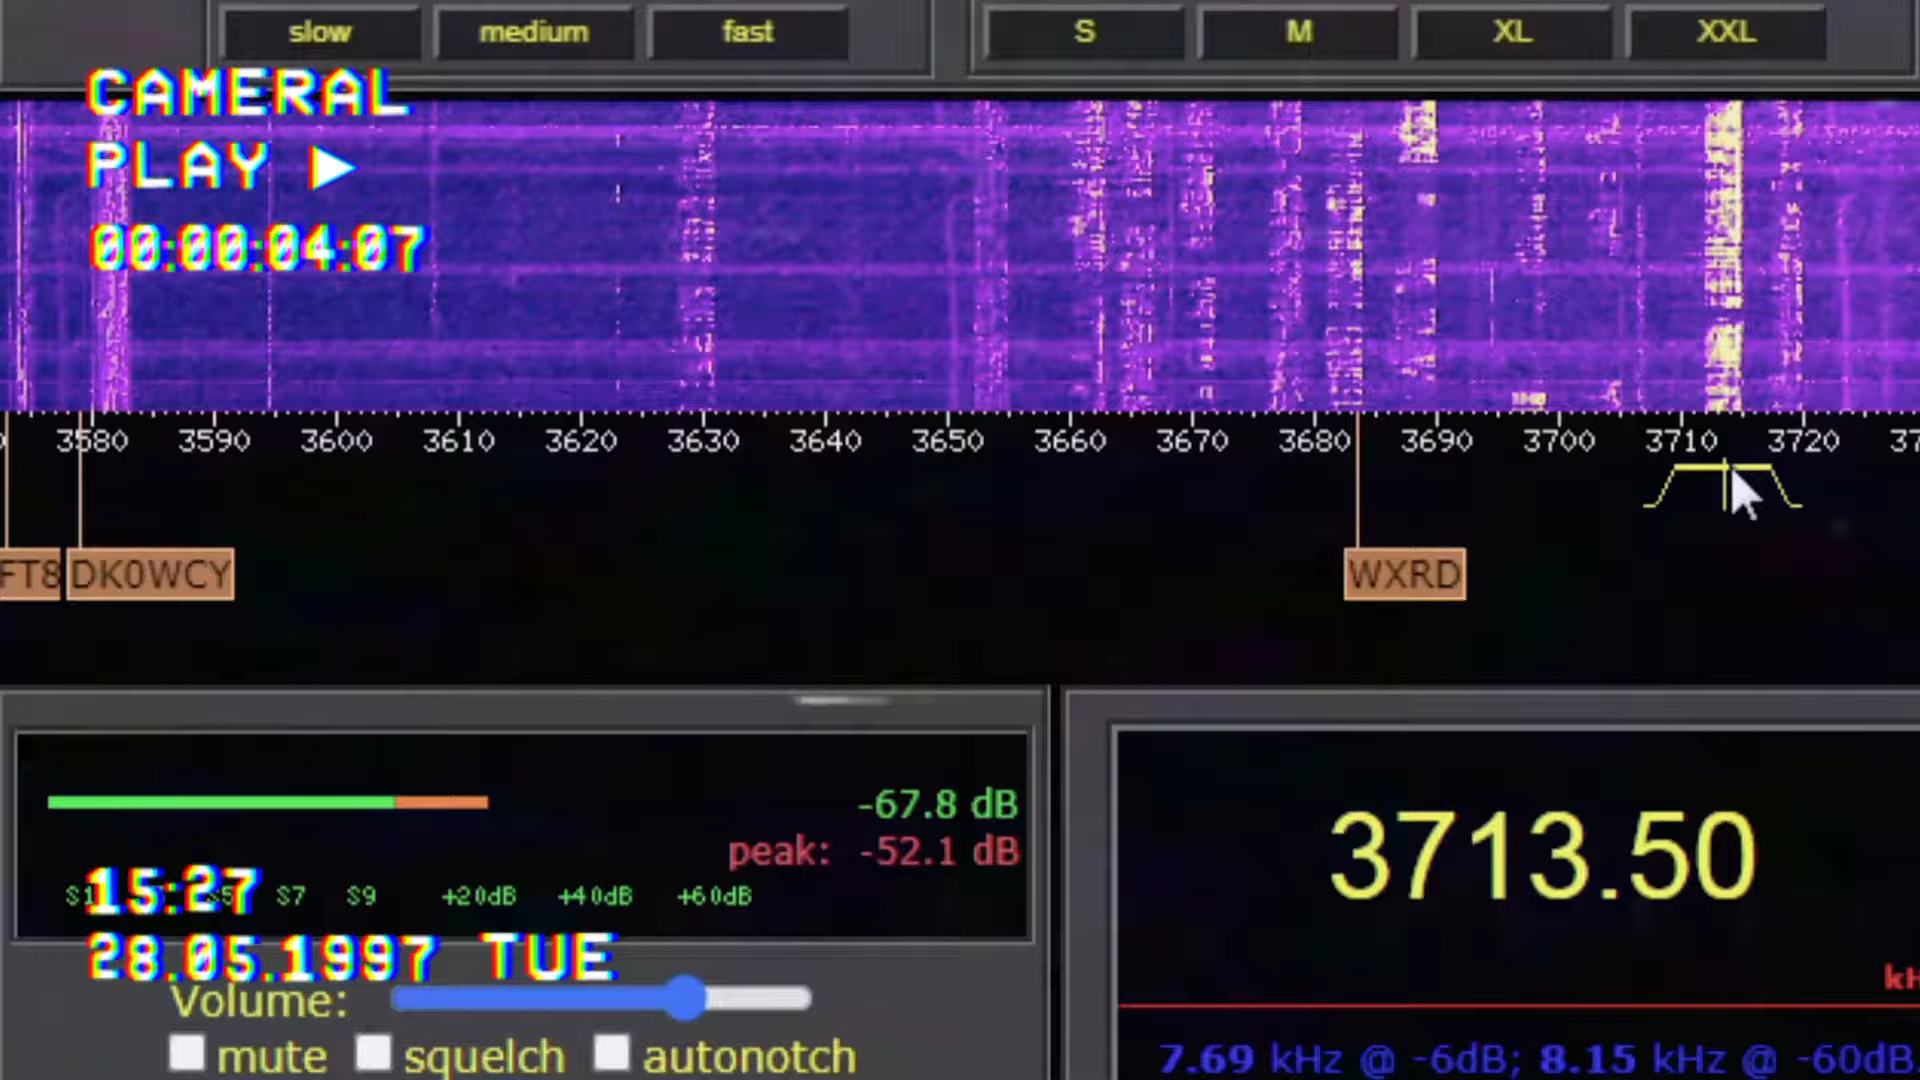 slow medium fast S M XL XXL
CAMERAL
PLAY ▶
00:00:04:07
3580 3590 3600 3610 3620 3630 3640 3650 3660 3670 3680 3690 3700 3710 3720
FT8 DK0WCY WXRD
-67.8 dB
peak: -52.1 dB
3713.50
15:27
S7 S9 +20dB +40dB +60dB
28.05.1997 TUE
kH
Volume:
mute squelch autonotch
7.69 kHz @ -6dB; 8.15 kHz @ -60dB